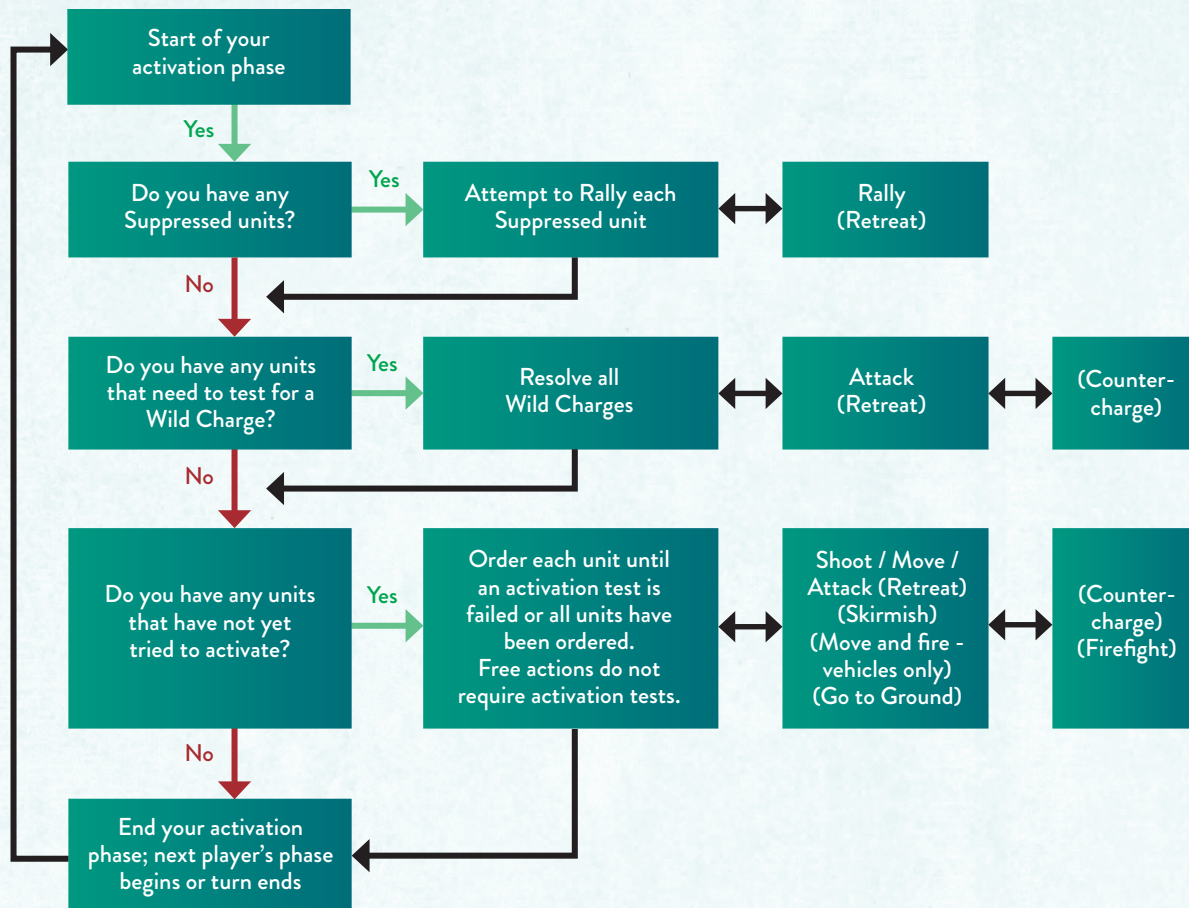 Start of your
activation phase
Yes
Do you have any
Suppressed units?
Yes
Attempt to Rally each
Suppressed unit
Rally
(Retreat)
No
Do you have any units
that need to test for a
Wild Charge?
Yes
Resolve all
Wild Charges
Attack
(Retreat)
(Counter-
charge)
No
Do you have any units
that have not yet
tried to activate?
Yes
Order each unit until
an activation test is
failed or all units have
been ordered.
Free actions do not
require activation tests.
Shoot / Move /
Attack (Retreat)
(Skirmish)
(Move and fire -
vehicles only)
(Go to Ground)
(Counter-
charge)
(Firefight)
No
End your activation
phase; next player's phase
begins or turn ends